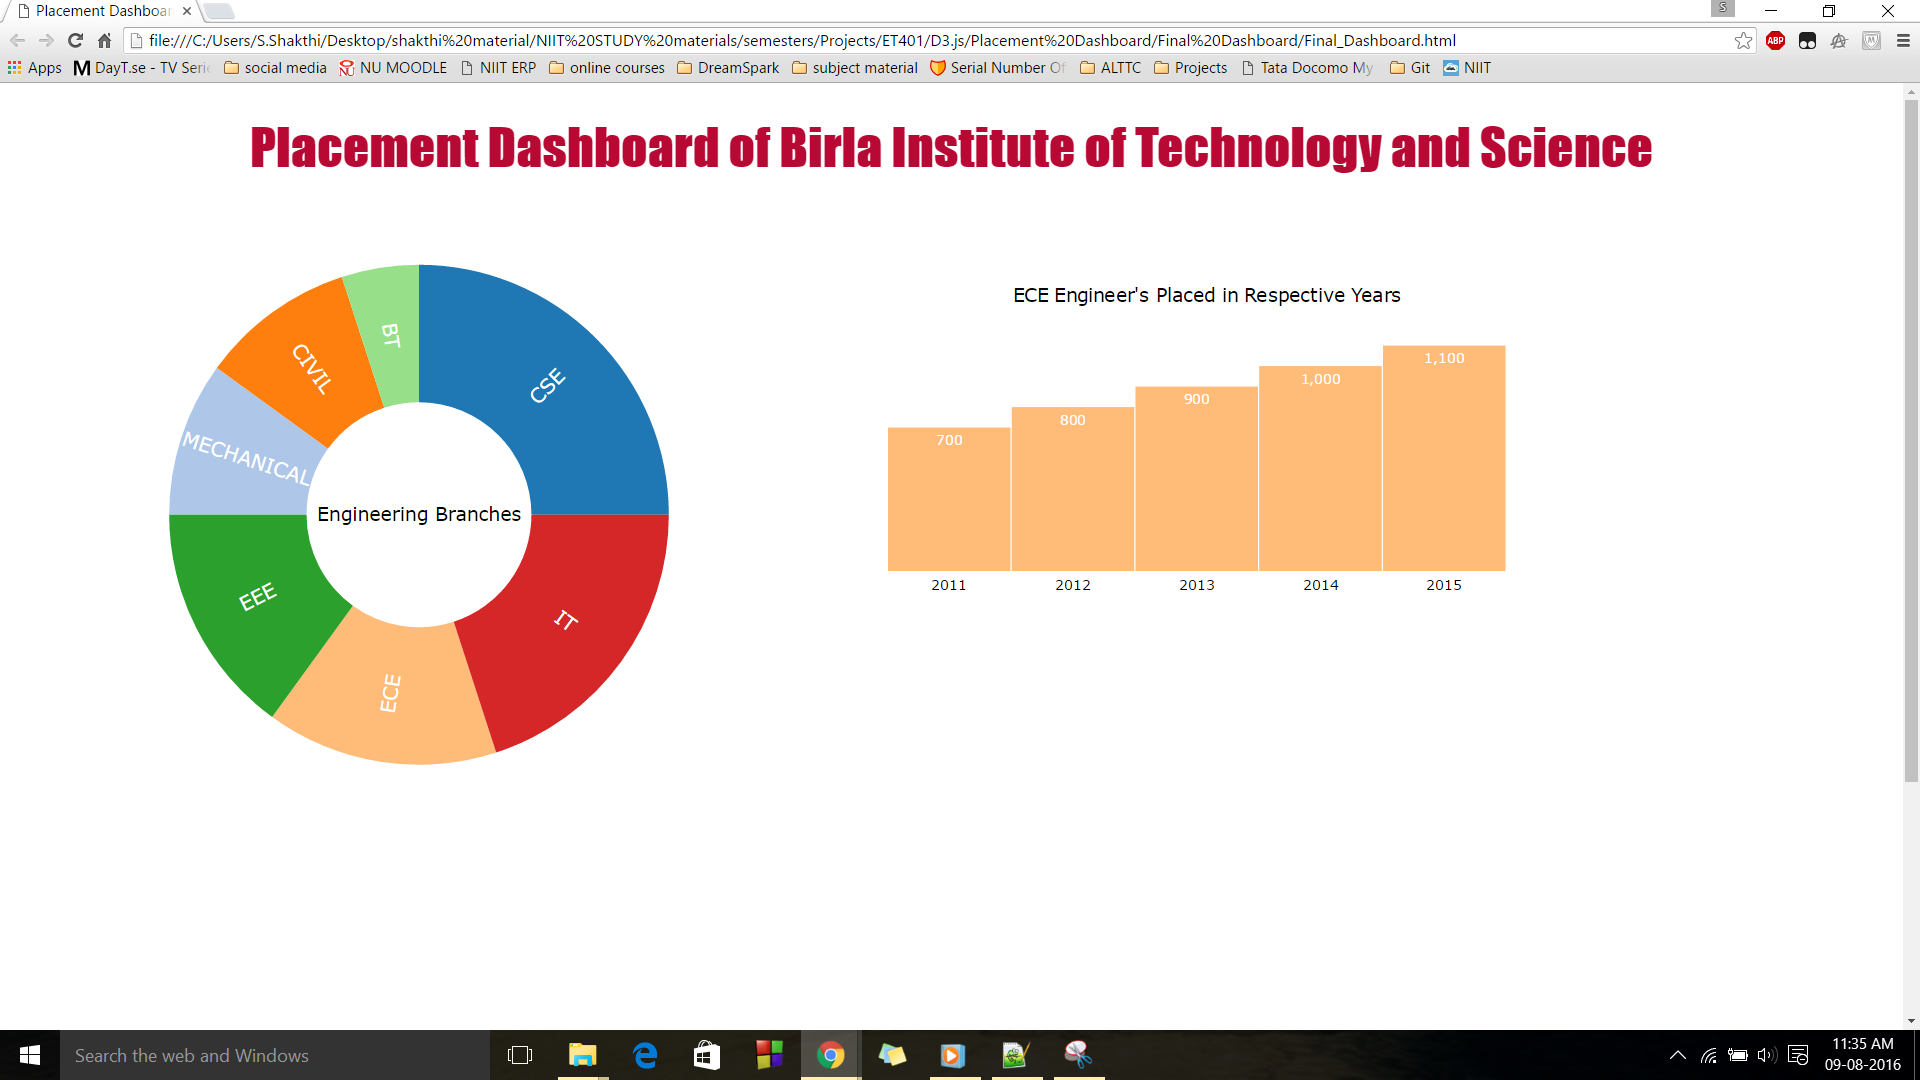 Placement Dashboar
S
file:///C:/Users/S.Shakthi/Desktop/shakthi%20material/NIIT%20STUDY%20materials/semesters/Projects/ET401/D3.js/Placement%20Dashboard/Final%20Dashboard/Final_Dashboard.html
ABP
Apps M DayT.se - TV Serie social media NU MOODLE NIIT ERP online courses DreamSpark subject material Serial Number Of ALTTC Projects Tata Docomo My Git NIIT
Placement Dashboard of Birla Institute of Technology and Science
BT
CSE
CIVIL
MECHANICAL
Engineering Branches
EEE
IT
ECE
ECE Engineer's Placed in Respective Years
700 800 900 1,000 1,100
2011 2012 2013 2014 2015
Search the web and Windows
11:35 AM
09-08-2016